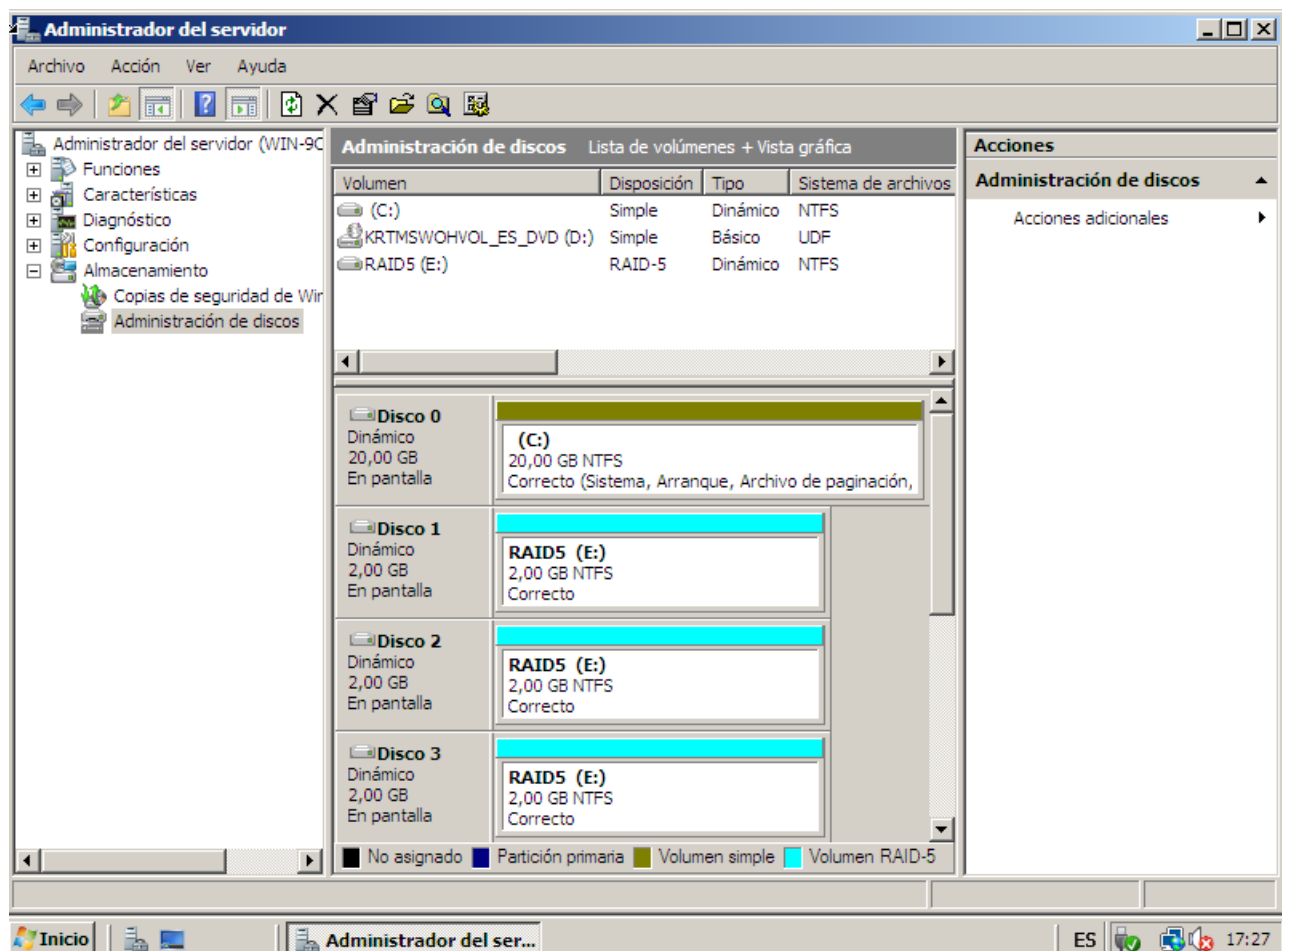 Administrador del servidor
Archivo Acción Ver Ayuda
Administrador del servidor (WIN-9C
Funciones
Características
Diagnóstico
Configuración
Almacenamiento
Copias de seguridad de Wir
Administración de discos
Administración de discos Lista de volúmenes + Vista gráfica
Volumen Disposición Tipo Sistema de archivos
(C:) Simple Dinámico NTFS
KRTMSWOHVOL_ES_DVD (D:) Simple Básico UDF
RAID5 (E:) RAID-5 Dinámico NTFS
Disco 0
Dinámico
20,00 GB
En pantalla
(C:)
20,00 GB NTFS
Correcto (Sistema, Arranque, Archivo de paginación,
Disco 1
Dinámico
2,00 GB
En pantalla
RAID5 (E:)
2,00 GB NTFS
Correcto
Disco 2
Dinámico
2,00 GB
En pantalla
RAID5 (E:)
2,00 GB NTFS
Correcto
Disco 3
Dinámico
2,00 GB
En pantalla
RAID5 (E:)
2,00 GB NTFS
Correcto
No asignado Partición primaria Volumen simple Volumen RAID-5
Acciones
Administración de discos
Acciones adicionales
Inicio Administrador del ser... ES 17:27